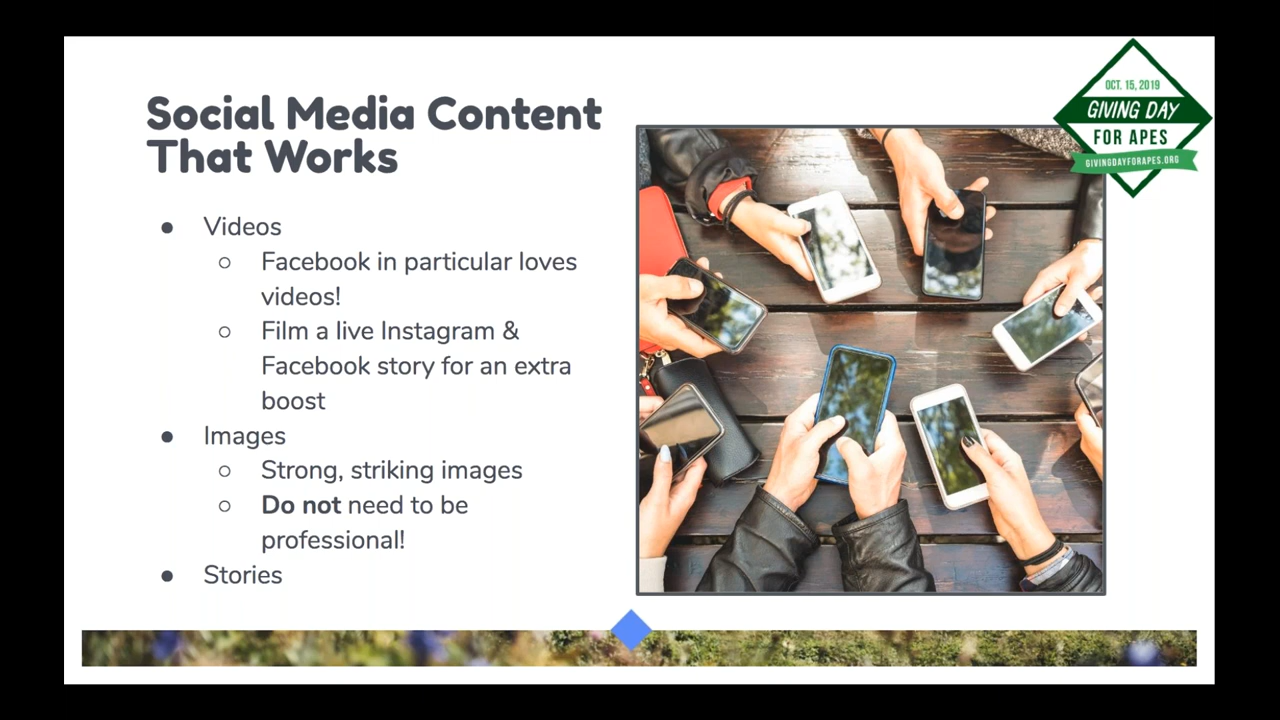 Social Media Content
That Works
● Videos
○ Facebook in particular loves
videos!
○ Film a live Instagram &
Facebook story for an extra
boost
● Images
○ Strong, striking images
○ Do not need to be
professional!
● Stories
OCT. 15, 2019
GIVING DAY
FOR APES
GIVINGDAYFORAPES.ORG